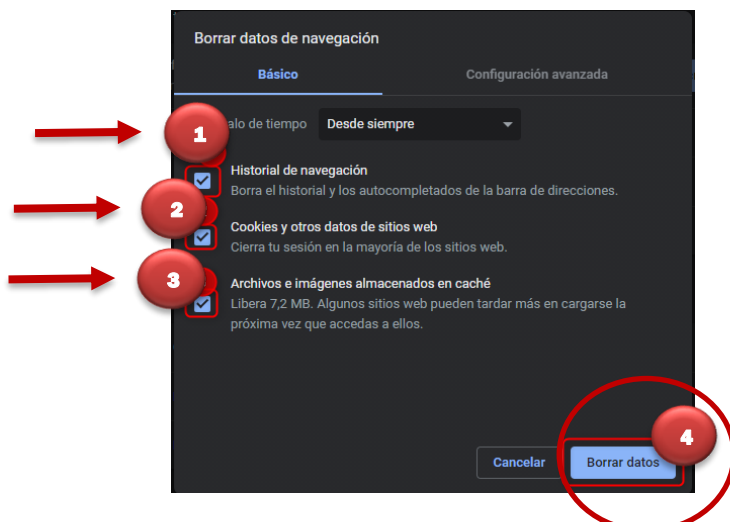 Borrar datos de navegación
Básico
Configuración avanzada
1
alo de tiempo Desde siempre
Historial de navegación
Borra el historial y los autocompletados de la barra de direcciones.
2
Cookies y otros datos de sitios web
Cierra tu sesión en la mayoría de los sitios web.
3
Archivos e imágenes almacenados en caché
Libera 7,2 MB. Algunos sitios web pueden tardar más en cargarse la
próxima vez que accedas a ellos.
4
Cancelar
Borrar datos